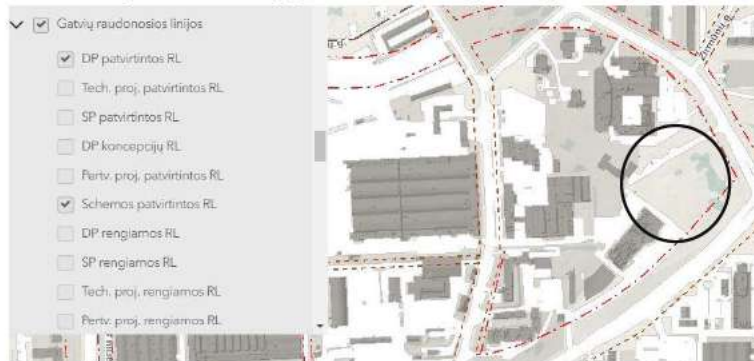 Gatvių raudonosios linijos
DP patvirtintos RL
Tech. proj. patvirtintos RL
SP patvirtintos RL
DP koncepcijų RL
Pertv. proj. patvirtintos RL
Schemos patvirtintos RL
DP rengiamos RL
SP rengiamos RL
Tech. proj. rengiamos RL
Pertv. proj. rengiamos RL
Žirmūnų g.